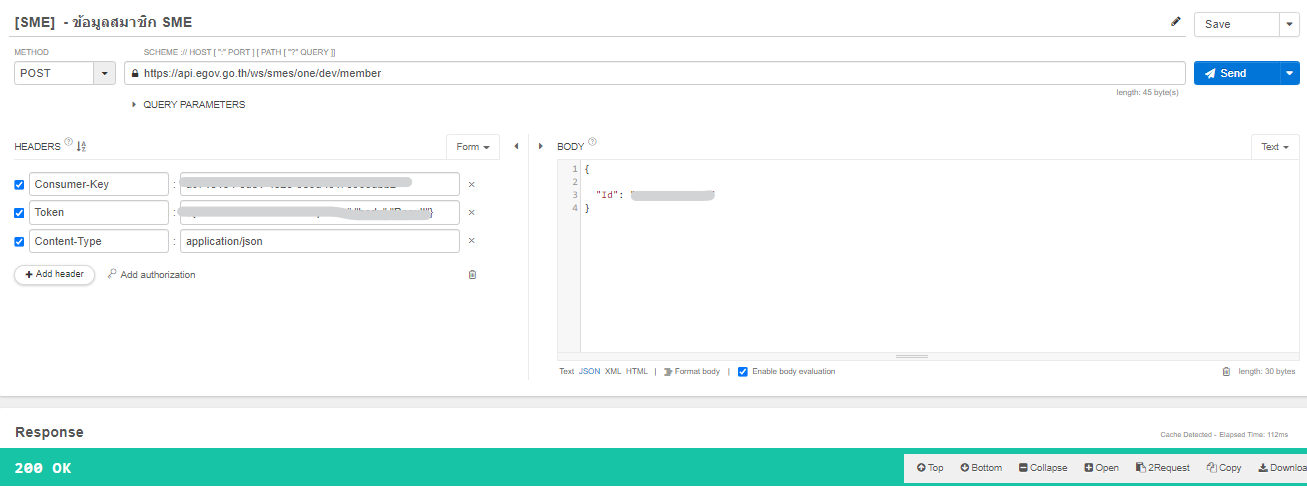 [SME] - ข้อมูลสมาชิก SME
Save
METHOD
SCHEME :// HOST [ ":" PORT ] [ PATH [ "?" QUERY ]]
POST
https://api.egov.go.th/ws/smes/one/dev/member
Send
length: 45 byte(s)
QUERY PARAMETERS
HEADERS ?
Form
BODY ?
Text
Consumer-Key :
Token :
Content-Type : application/json
+ Add header
Add authorization
1 {
2
3 "Id": "
4 }
Text JSON XML HTML | Format body | Enable body evaluation
length: 30 bytes
Response
Cache Detected - Elapsed Time: 112ms
200 OK
Top Bottom Collapse Open 2Request Copy Downloa